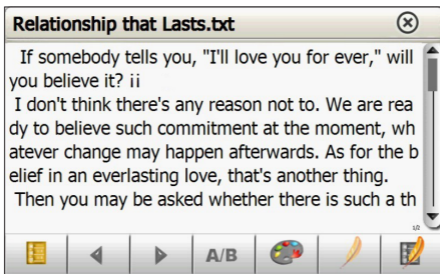 Relationship that Lasts.txt
If somebody tells you, "I'll love you for ever," will
you believe it? ii
I don't think there's any reason not to. We are rea
dy to believe such commitment at the moment, wh
atever change may happen afterwards. As for the b
elief in an everlasting love, that's another thing.
Then you may be asked whether there is such a th
1/2
A/B